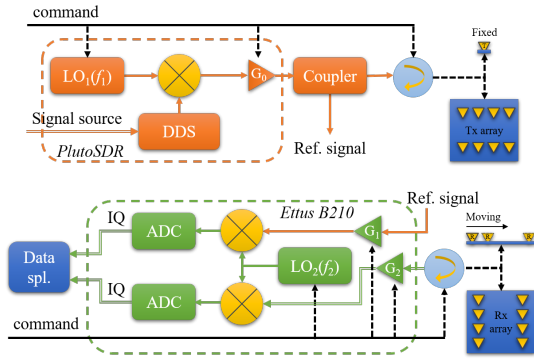 command
Fixed
T
LO₁(f₁)
G₀
Coupler
Signal source
DDS
Tx array
PlutoSDR
Ref. signal
Ref. signal
Ettus B210
IQ
ADC
G₁
Moving
R R R
Data
spl.
LO₂(f₂)
G₂
IQ
ADC
Rx
array
command